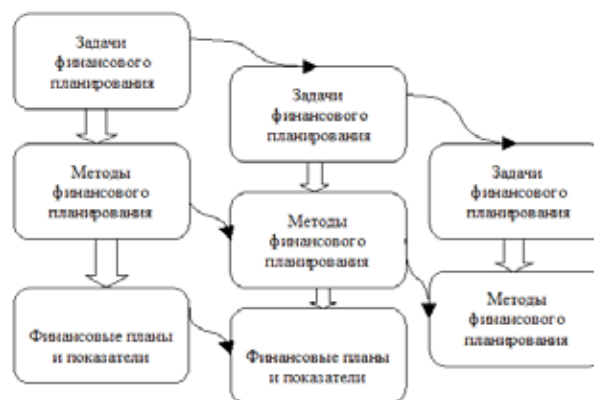 Задачи
финансового
планирования
Методы
финансового
планирования
Финансовые планы
и показатели
Задачи
финансового
планирования
Методы
финансового
планирования
Финансовые планы
и показатели
Задачи
финансового
планирования
Методы
финансового
планирования